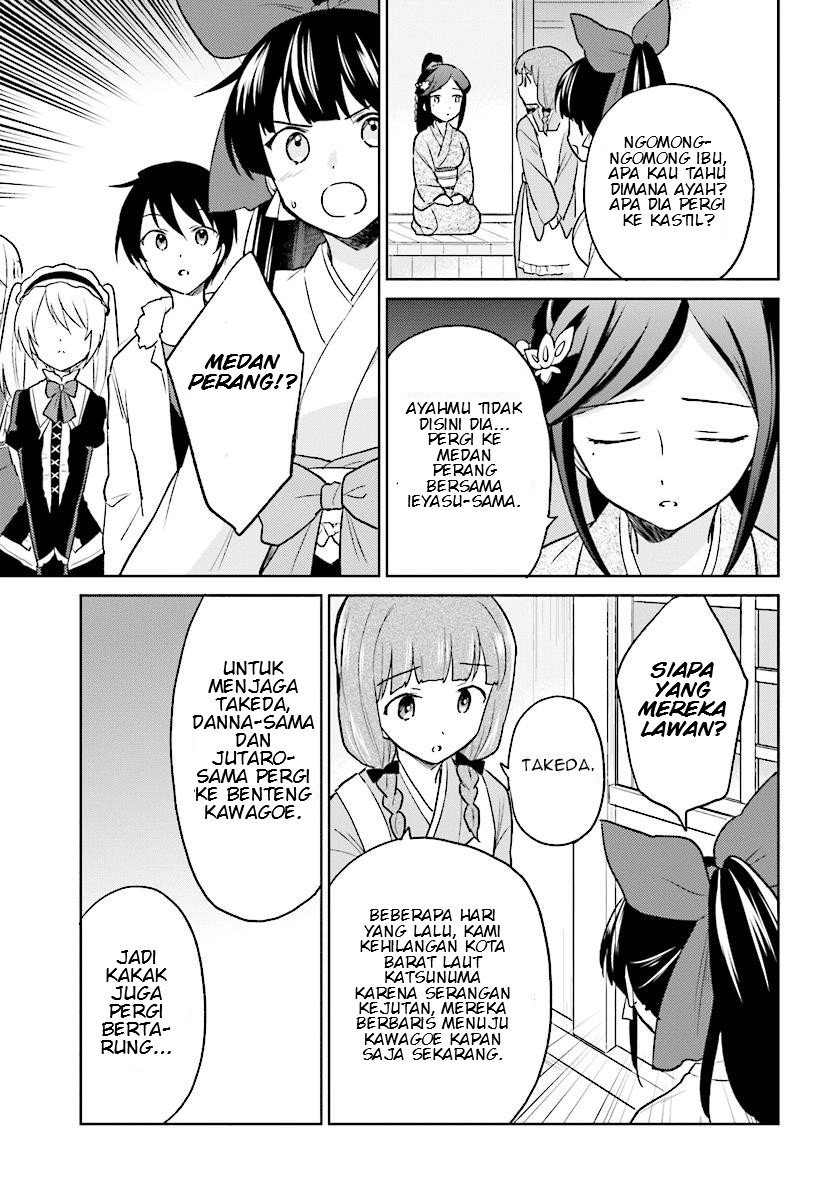 NGOMONG-
NGOMONG IBU,
APA KAU TAHU
DIMANA AYAH?
APA DIA PERGI
KE KASTIL?
AYAHMU TIDAK
DISINI DIA...
PERGI KE
MEDAN
PERANG
BERSAMA
IEYASU-SAMA.
MEDAN
PERANG!?
SIAPA
YANG
MEREKA
LAWAN?
TAKEDA.
BEBERAPA HARI
YANG LALU, KAMI
KEHILANGAN KOTA
BARAT LAUT
KATSUNUMA
KARENA SERANGAN
KEJUTAN, MEREKA
BERBARIS MENUJU
KAWAGOE KAPAN
SAJA SEKARANG.
UNTUK
MENJAGA
TAKEDA,
DANNA-SAMA
DAN
JUTARO-
SAMA PERGI
KE BENTENG
KAWAGOE.
JADI
KAKAK
JUGA
PERGI
BERTA-
RUNG...